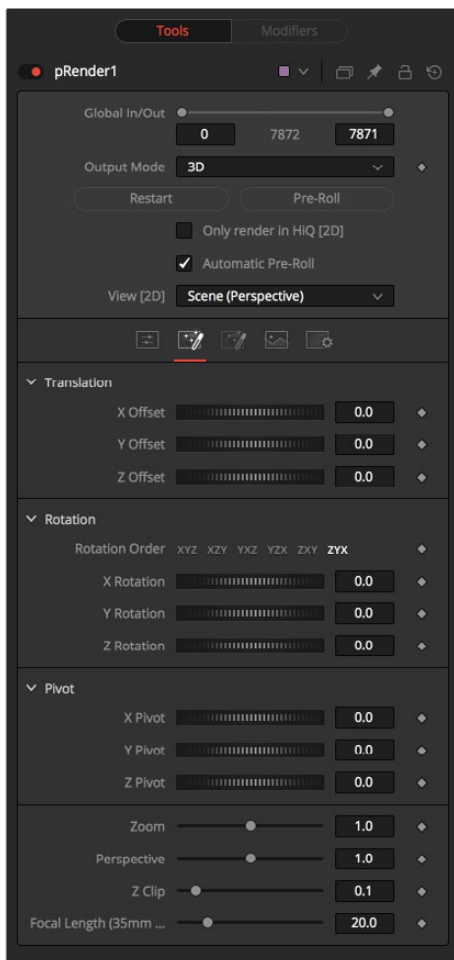 Tools Modifiers
pRender1
Global In/Out
0 7872 7871
Output Mode 3D
Restart Pre-Roll
Only render in HiQ [2D]
Automatic Pre-Roll
View [2D] Scene (Perspective)
Translation
X Offset 0.0
Y Offset 0.0
Z Offset 0.0
Rotation
Rotation Order XYZ XZY YXZ YZX ZXY ZYX
X Rotation 0.0
Y Rotation 0.0
Z Rotation 0.0
Pivot
X Pivot 0.0
Y Pivot 0.0
Z Pivot 0.0
Zoom 1.0
Perspective 1.0
Z Clip 0.1
Focal Length (35mm ... 20.0